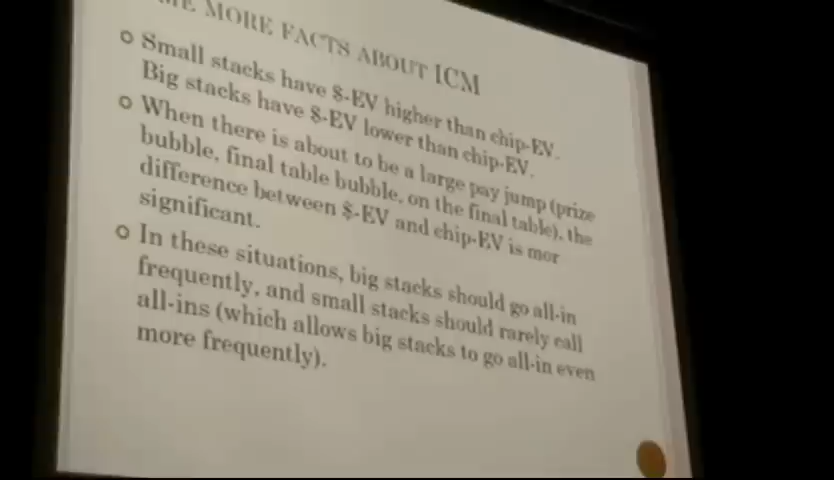 ME MORE FACTS ABOUT ICM
Small stacks have $-EV higher than chip-EV.
Big stacks have $-EV lower than chip-EV.
When there is about to be a large pay jump (prize
bubble, final table bubble, on the final table), the
difference between $-EV and chip-EV is mor
significant.
In these situations, big stacks should go all-in
frequently, and small stacks should rarely call
all-ins (which allows big stacks to go all-in even
more frequently).